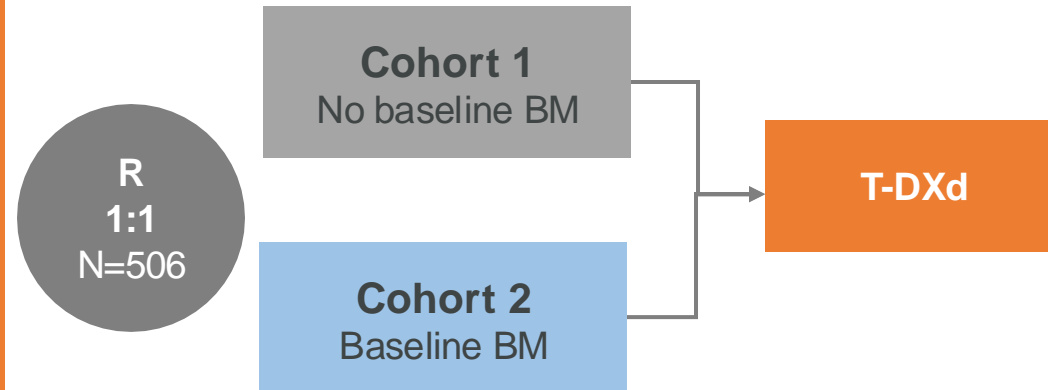 R
1:1
N=506
Cohort 1
No baseline BM
Cohort 2
Baseline BM
T-DXd